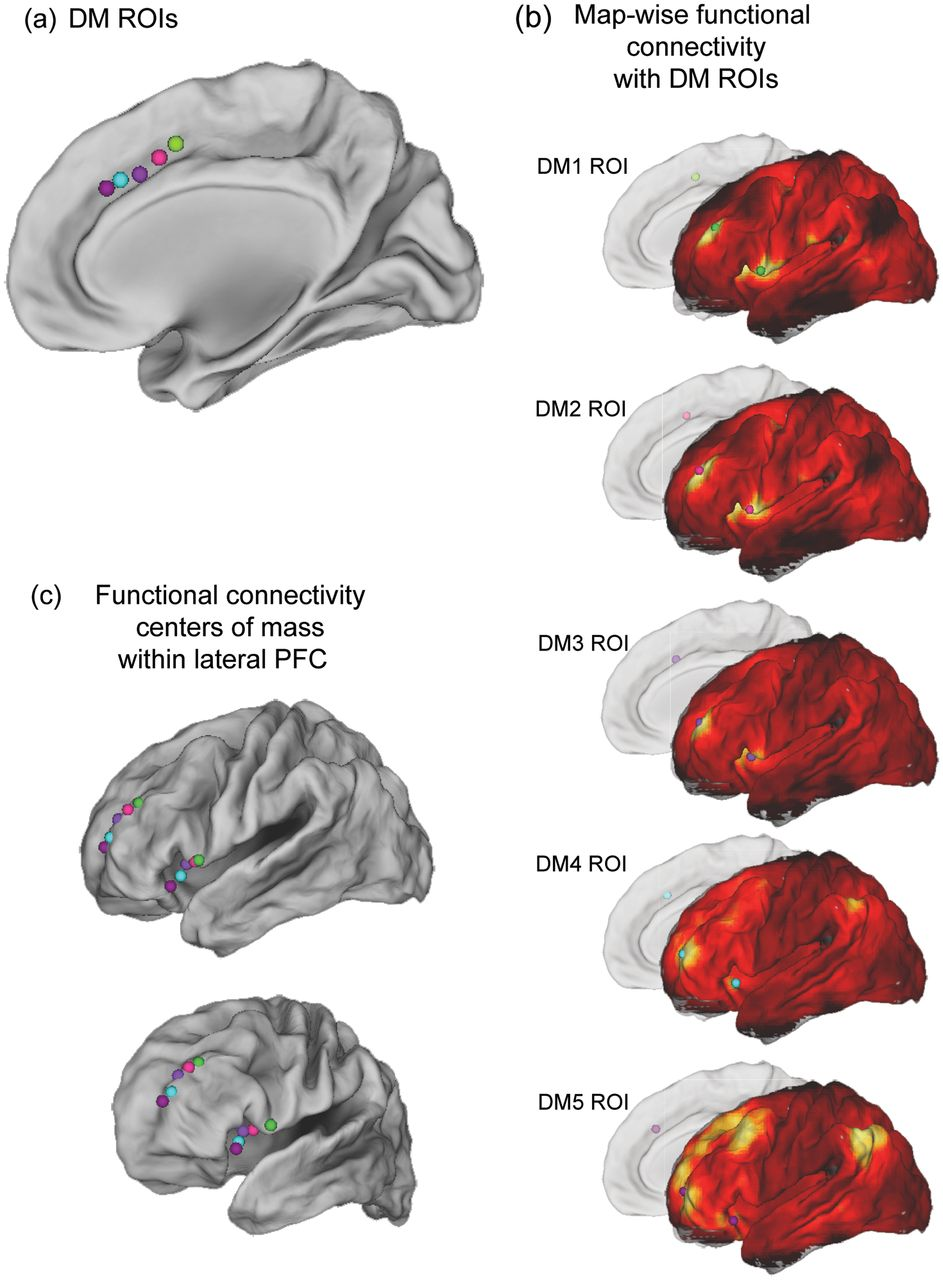 (a) DM ROIs
(b) Map-wise functional
connectivity
with DM ROIs
DM1 ROI
DM2 ROI
DM3 ROI
DM4 ROI
DM5 ROI
(c) Functional connectivity
centers of mass
within lateral PFC